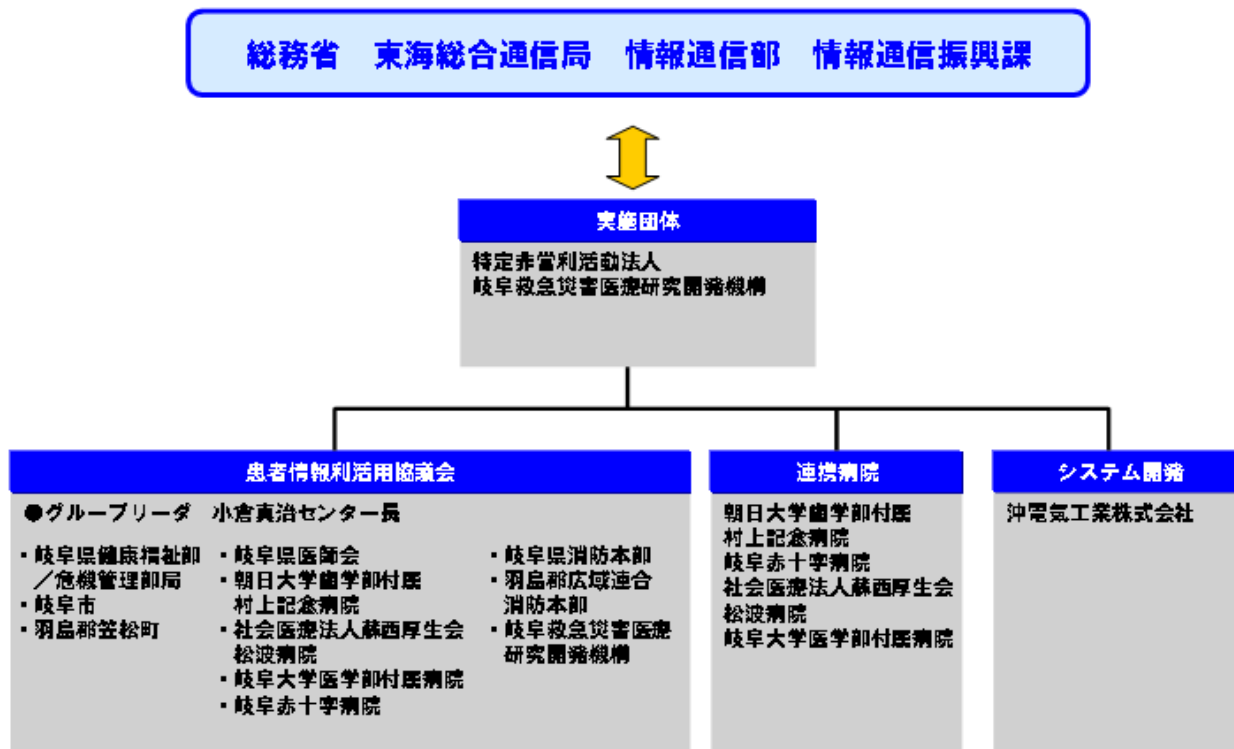 総務省　東海総合通信局　情報通信部　情報通信振興課
実施団体
特定非営利活動法人
岐阜救急災害医療研究開発機構
患者情報利活用協議会
●グループリーダ　小倉真治センター長
・岐阜県健康福祉部
／危機管理部局
・岐阜市
・羽島郡笠松町
・岐阜県医師会
・朝日大学歯学部付属
村上記念病院
・社会医療法人蘇西厚生会
松波病院
・岐阜大学医学部付属病院
・岐阜赤十字病院
・岐阜県消防本部
・羽島郡広域連合
消防本部
・岐阜救急災害医療
研究開発機構
連携病院
朝日大学歯学部付属
村上記念病院
岐阜赤十字病院
社会医療法人蘇西厚生会
松波病院
岐阜大学医学部付属病院
システム開発
沖電気工業株式会社